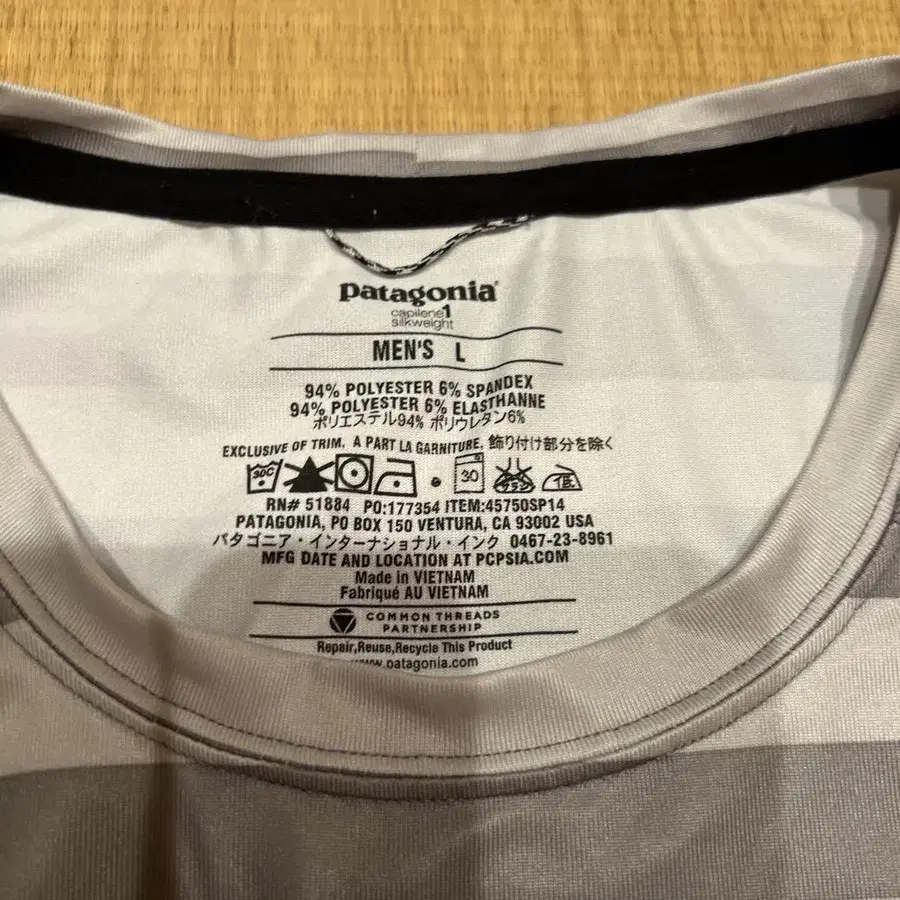 patagonia®
capilene1
silkweight
MEN'S L
94% POLYESTER 6% SPANDEX
94% POLYESTER 6% ELASTHANNE
ポリエステル94% ポリウレタン6%
EXCLUSIVE OF TRIM. A PART LA GARNITURE. 飾り付け部分を除く
30C 30 低
RN# 51884 PO:177354 ITEM:45750SP14
PATAGONIA, PO BOX 150 VENTURA, CA 93002 USA
パタゴニア・インターナショナル・インク 0467-23-8961
MFG DATE AND LOCATION AT PCPSIA.COM
Made in VIETNAM
Fabriqué AU VIETNAM
COMMON THREADS
PARTNERSHIP
Repair,Reuse,Recycle This Product
www.patagonia.com